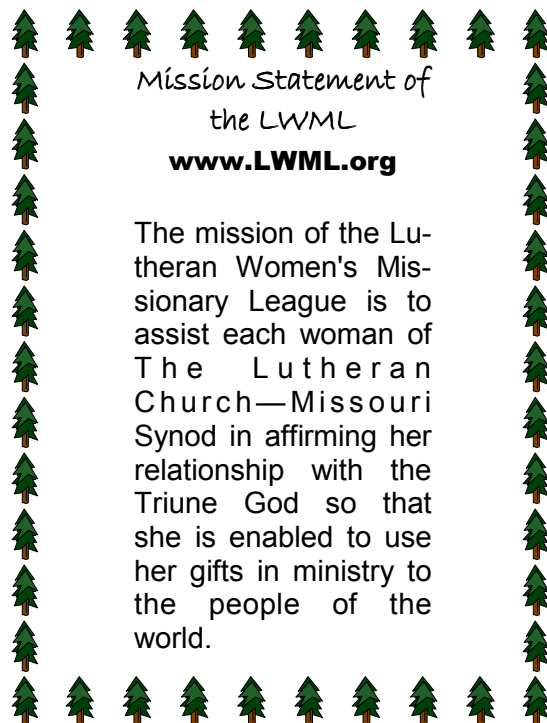 Mission Statement of
the LWML
www.LWML.org
The mission of the Lu-
theran Women's Mis-
sionary League is to
assist each woman of
The Lutheran
Church—Missouri
Synod in affirming her
relationship with the
Triune God so that
she is enabled to use
her gifts in ministry to
the people of the
world.